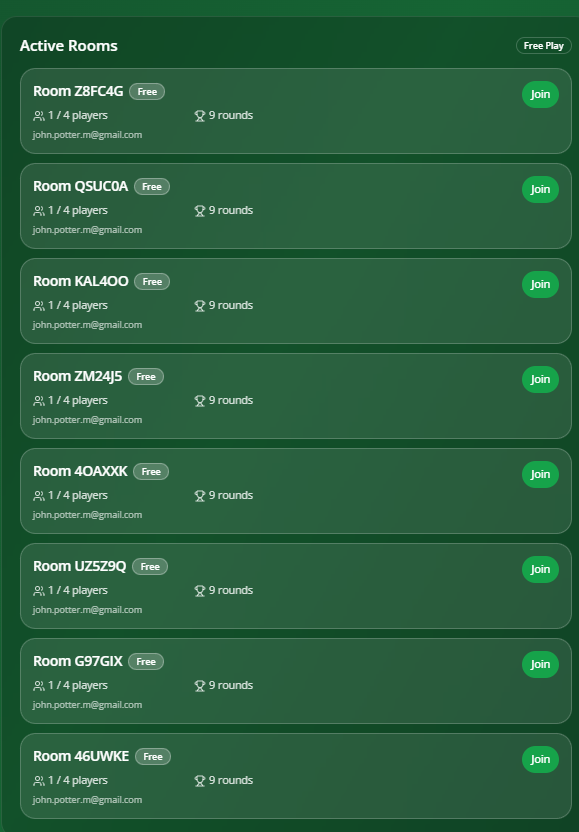 Active Rooms
Free Play
Room Z8FC4G Free
Join
1 / 4 players 9 rounds
john.potter.m@gmail.com
Room QSUC0A Free
Join
1 / 4 players 9 rounds
john.potter.m@gmail.com
Room KAL4OO Free
Join
1 / 4 players 9 rounds
john.potter.m@gmail.com
Room ZM24J5 Free
Join
1 / 4 players 9 rounds
john.potter.m@gmail.com
Room 4OAXXK Free
Join
1 / 4 players 9 rounds
john.potter.m@gmail.com
Room UZ5Z9Q Free
Join
1 / 4 players 9 rounds
john.potter.m@gmail.com
Room G97GIX Free
Join
1 / 4 players 9 rounds
john.potter.m@gmail.com
Room 46UWKE Free
Join
1 / 4 players 9 rounds
john.potter.m@gmail.com